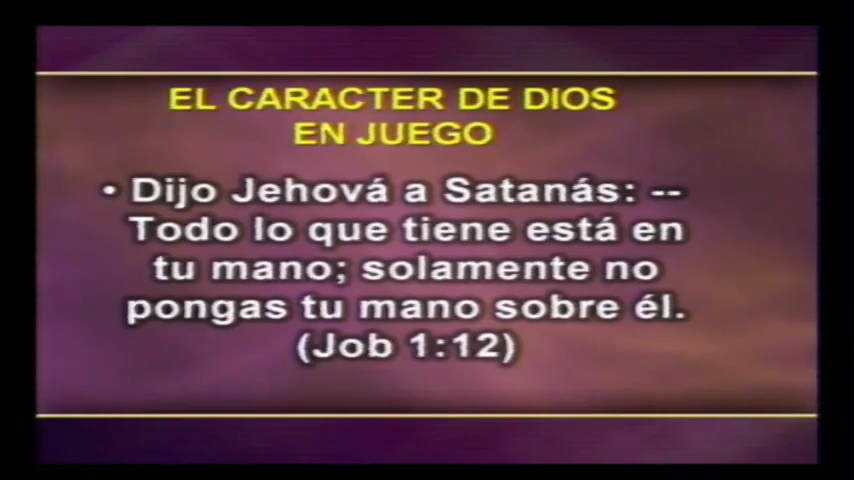 EL CARACTER DE DIOS
EN JUEGO
• Dijo Jehová a Satanás: --
Todo lo que tiene está en
tu mano; solamente no
pongas tu mano sobre él.
(Job 1:12)